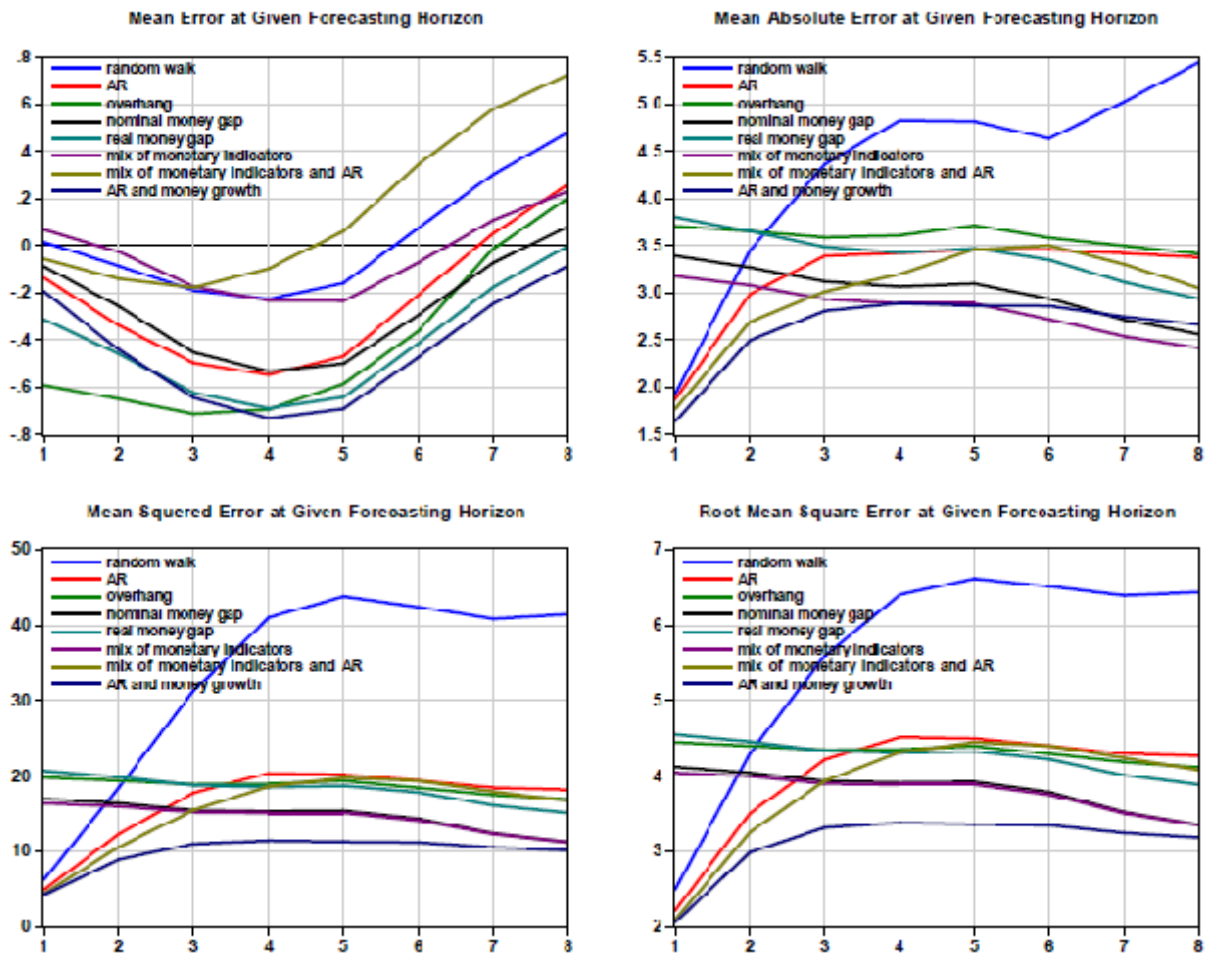 Mean Error at Given Forecasting Horizon
.8
.6
.4
.2
.0
-.2
-.4
-.6
-.8
random walk
AR
overhang
nominal money gap
real money gap
mix of monetary indicators
mix of monetary indicators and AR
AR and money growth
1 2 3 4 5 6 7 8
Mean Absolute Error at Given Forecasting Horizon
5.5
5.0
4.5
4.0
3.5
3.0
2.5
2.0
1.5
random walk
AR
overhang
nominal money gap
real money gap
mix of monetary indicators
mix of monetary indicators and AR
AR and money growth
1 2 3 4 5 6 7 8
Mean Squered Error at Given Forecasting Horizon
50
40
30
20
10
0
random walk
AR
overhang
nominal money gap
real money gap
mix of monetary indicators
mix of monetary indicators and AR
AR and money growth
1 2 3 4 5 6 7 8
Root Mean Square Error at Given Forecasting Horizon
7
6
5
4
3
2
random walk
AR
overhang
nominal money gap
real money gap
mix of monetary indicators
mix of monetary indicators and AR
AR and money growth
1 2 3 4 5 6 7 8